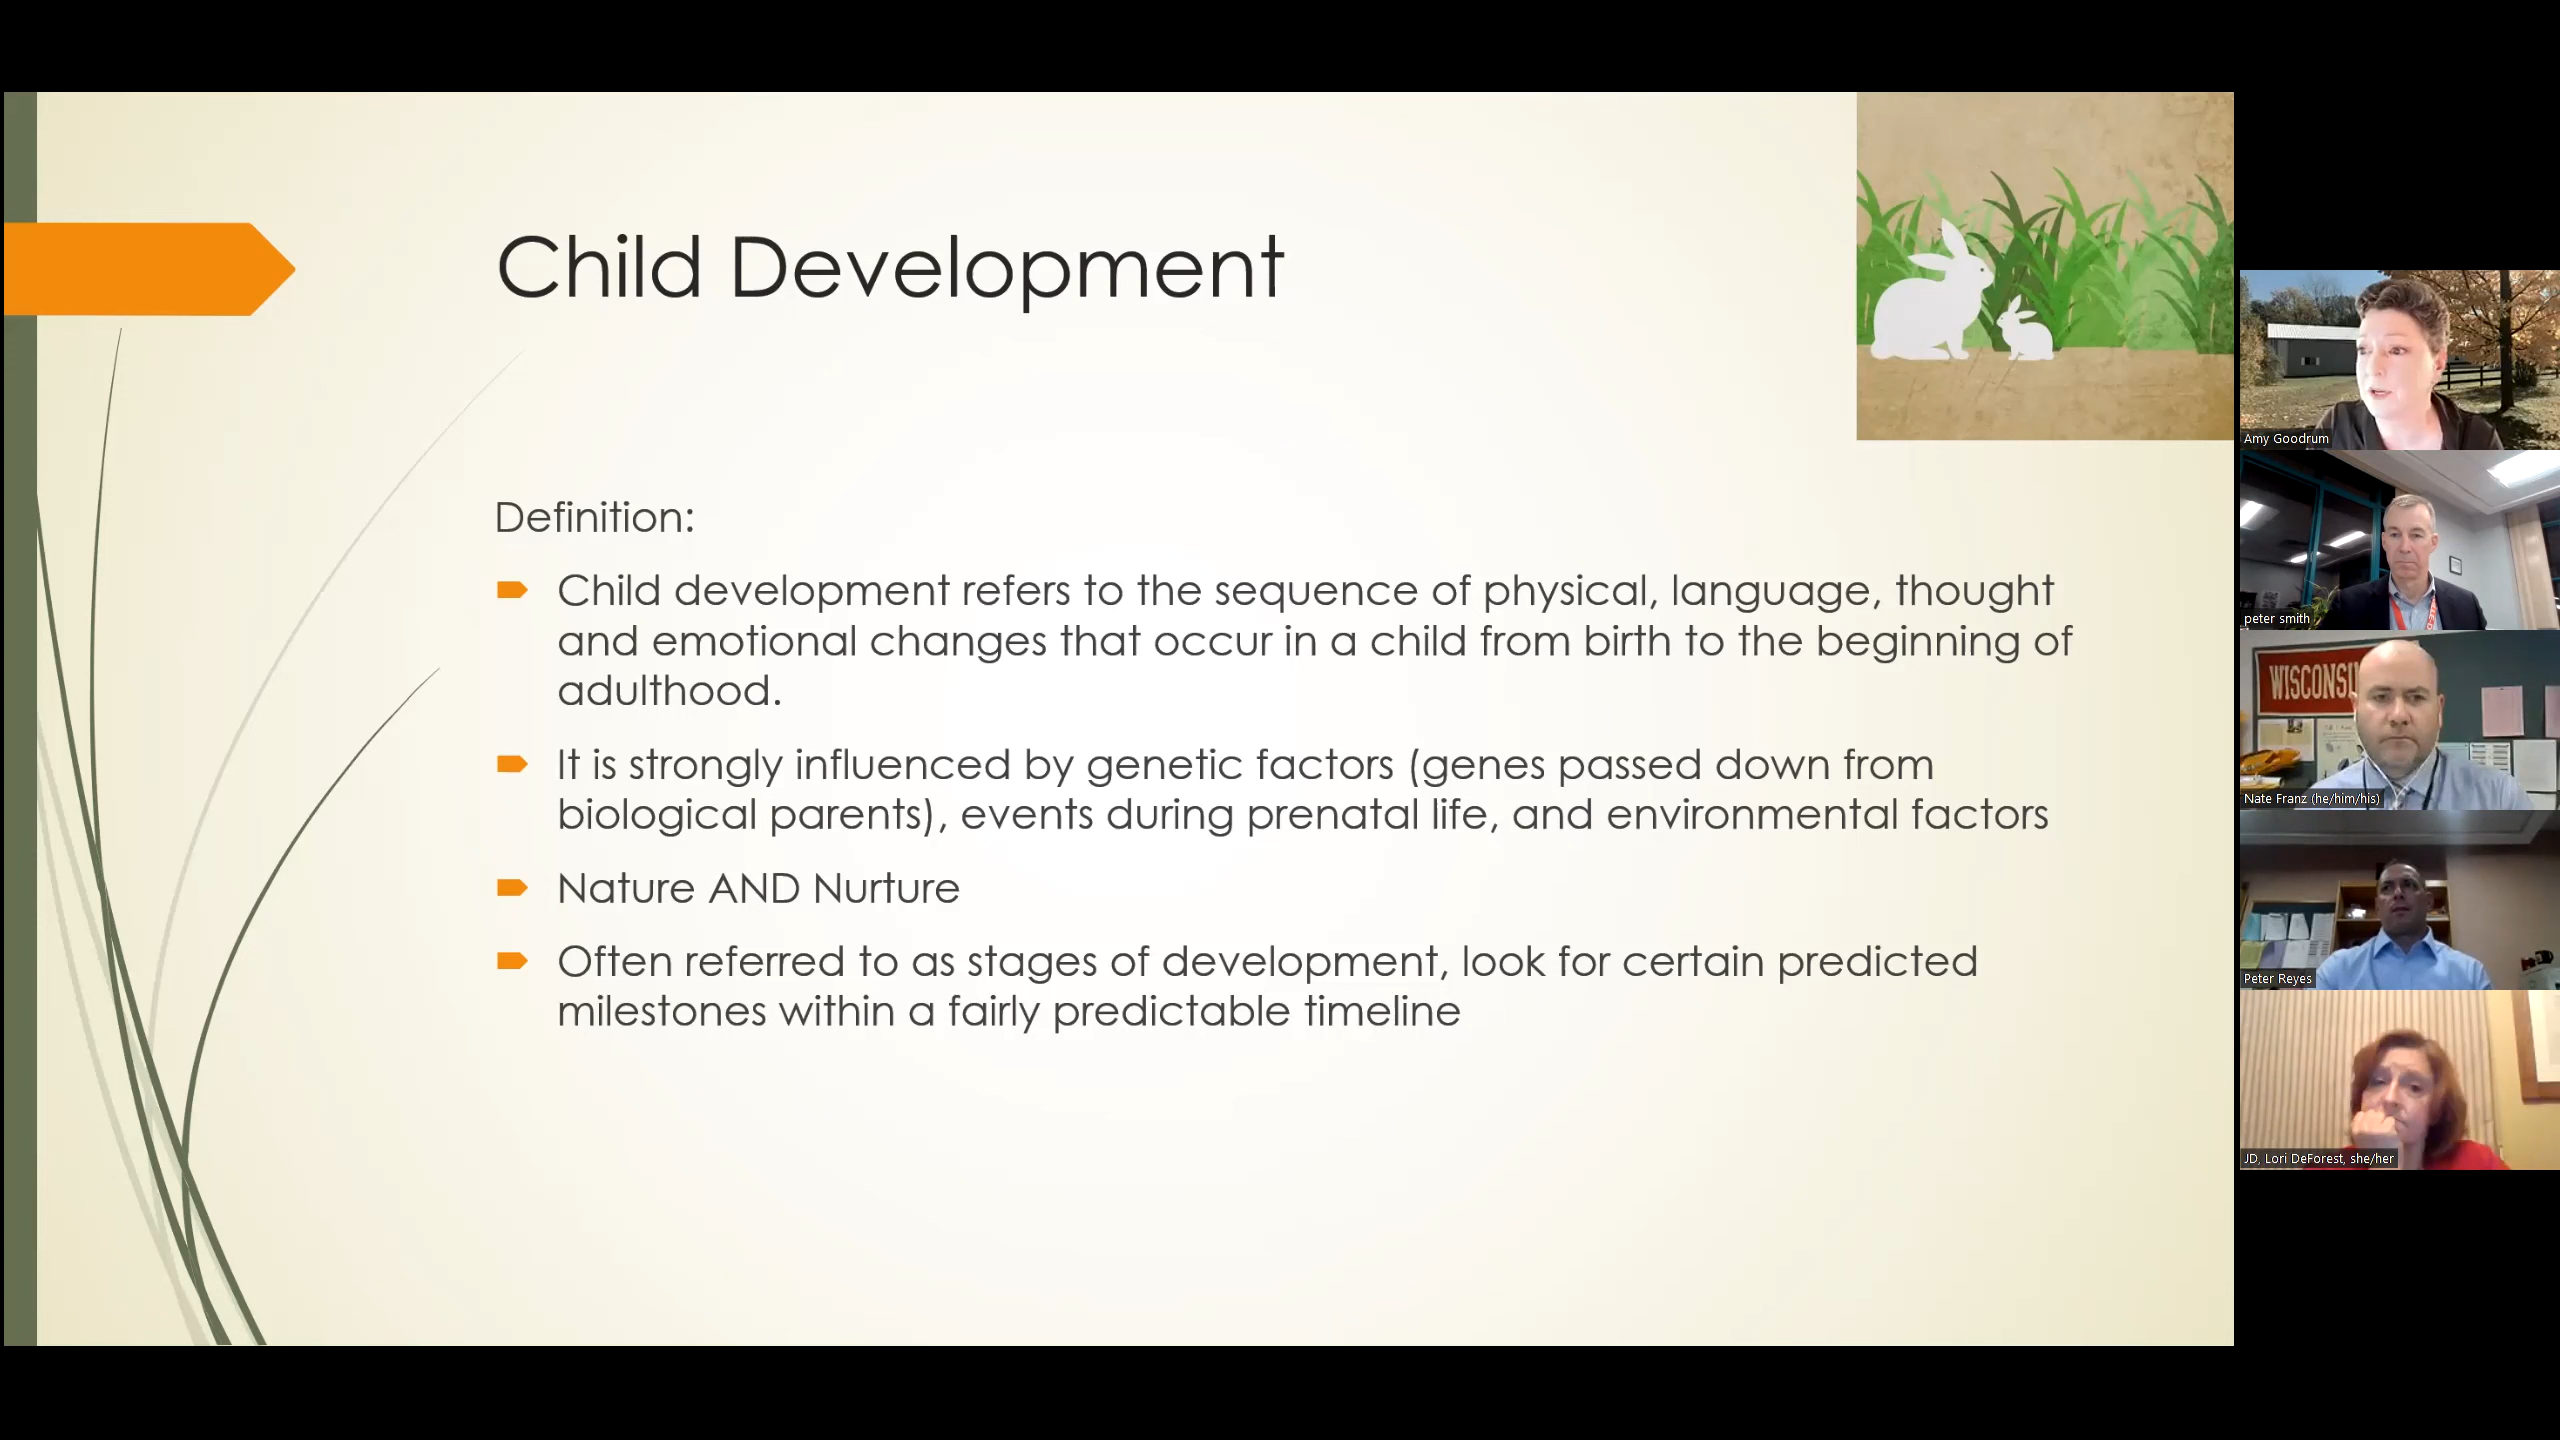 Child Development
Definition:
Child development refers to the sequence of physical, language, thought
and emotional changes that occur in a child from birth to the beginning of
adulthood.
It is strongly influenced by genetic factors (genes passed down from
biological parents), events during prenatal life, and environmental factors
Nature AND Nurture
Often referred to as stages of development, look for certain predicted
milestones within a fairly predictable timeline
Amy Goodrum
peter smith
WISCONSI
Nate Franz (he/him/his)
Peter Reyes
JD, Lori DeForest, she/her